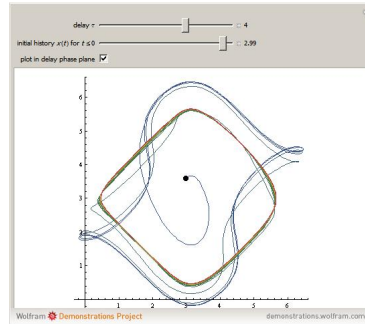 delay τ 4
initial history x(t) for t ≤ 0 2.99
plot in delay phase plane
6
5
4
3
2
1
1 2 3 4 5 6
Wolfram Demonstrations Project demonstrations.wolfram.com